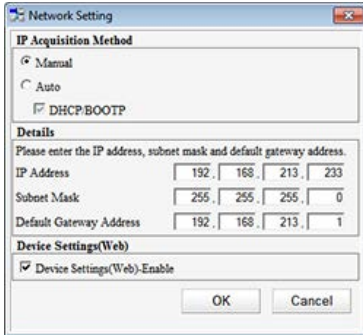 Network Setting
IP Acquisition Method
Manual
Auto
DHCP/BOOTP
Details
Please enter the IP address, subnet mask and default gateway address.
IP Address 192. 168. 213. 233
Subnet Mask 255. 255. 255. 0
Default Gateway Address 192. 168. 213. 1
Device Settings(Web)
Device Settings(Web)-Enable
OK Cancel